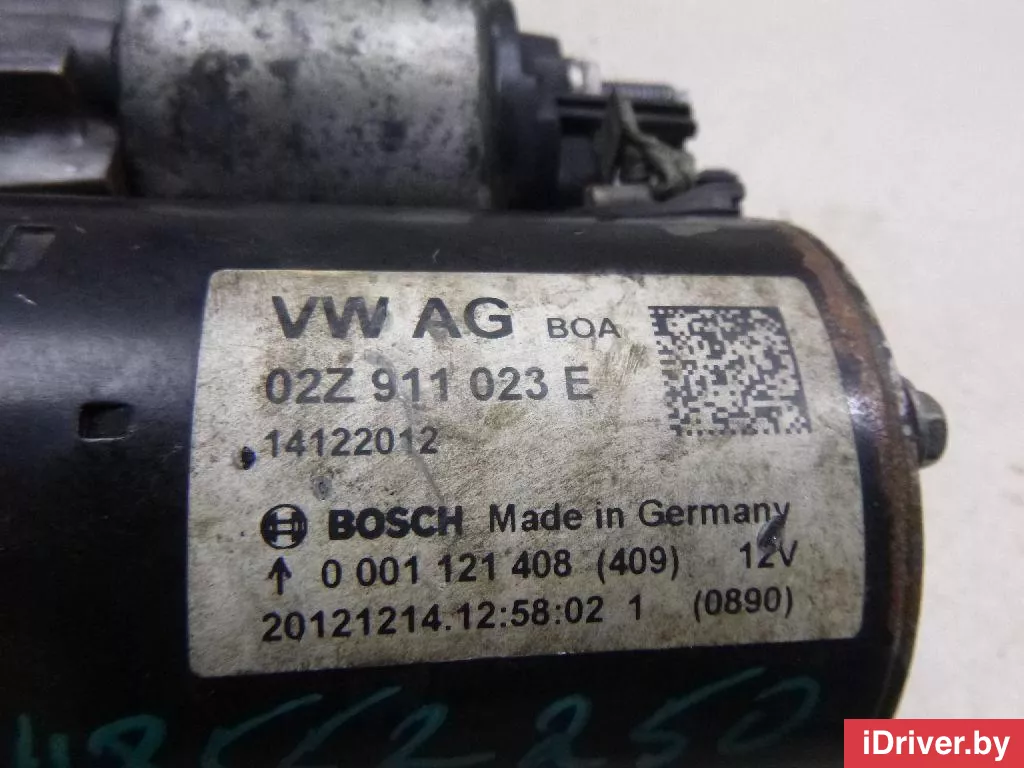 VW AG BOA
02Z 911 023 E
14122012
BOSCH Made in Germany
↑ 0 001 121 408 (409) 12V
20121214.12:58:02 1 (0890)
iDriver.by